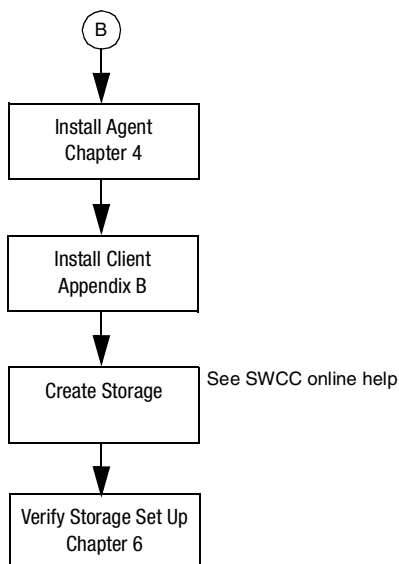 B
Install Agent
Chapter 4
Install Client
Appendix B
Create Storage
See SWCC online help
Verify Storage Set Up
Chapter 6